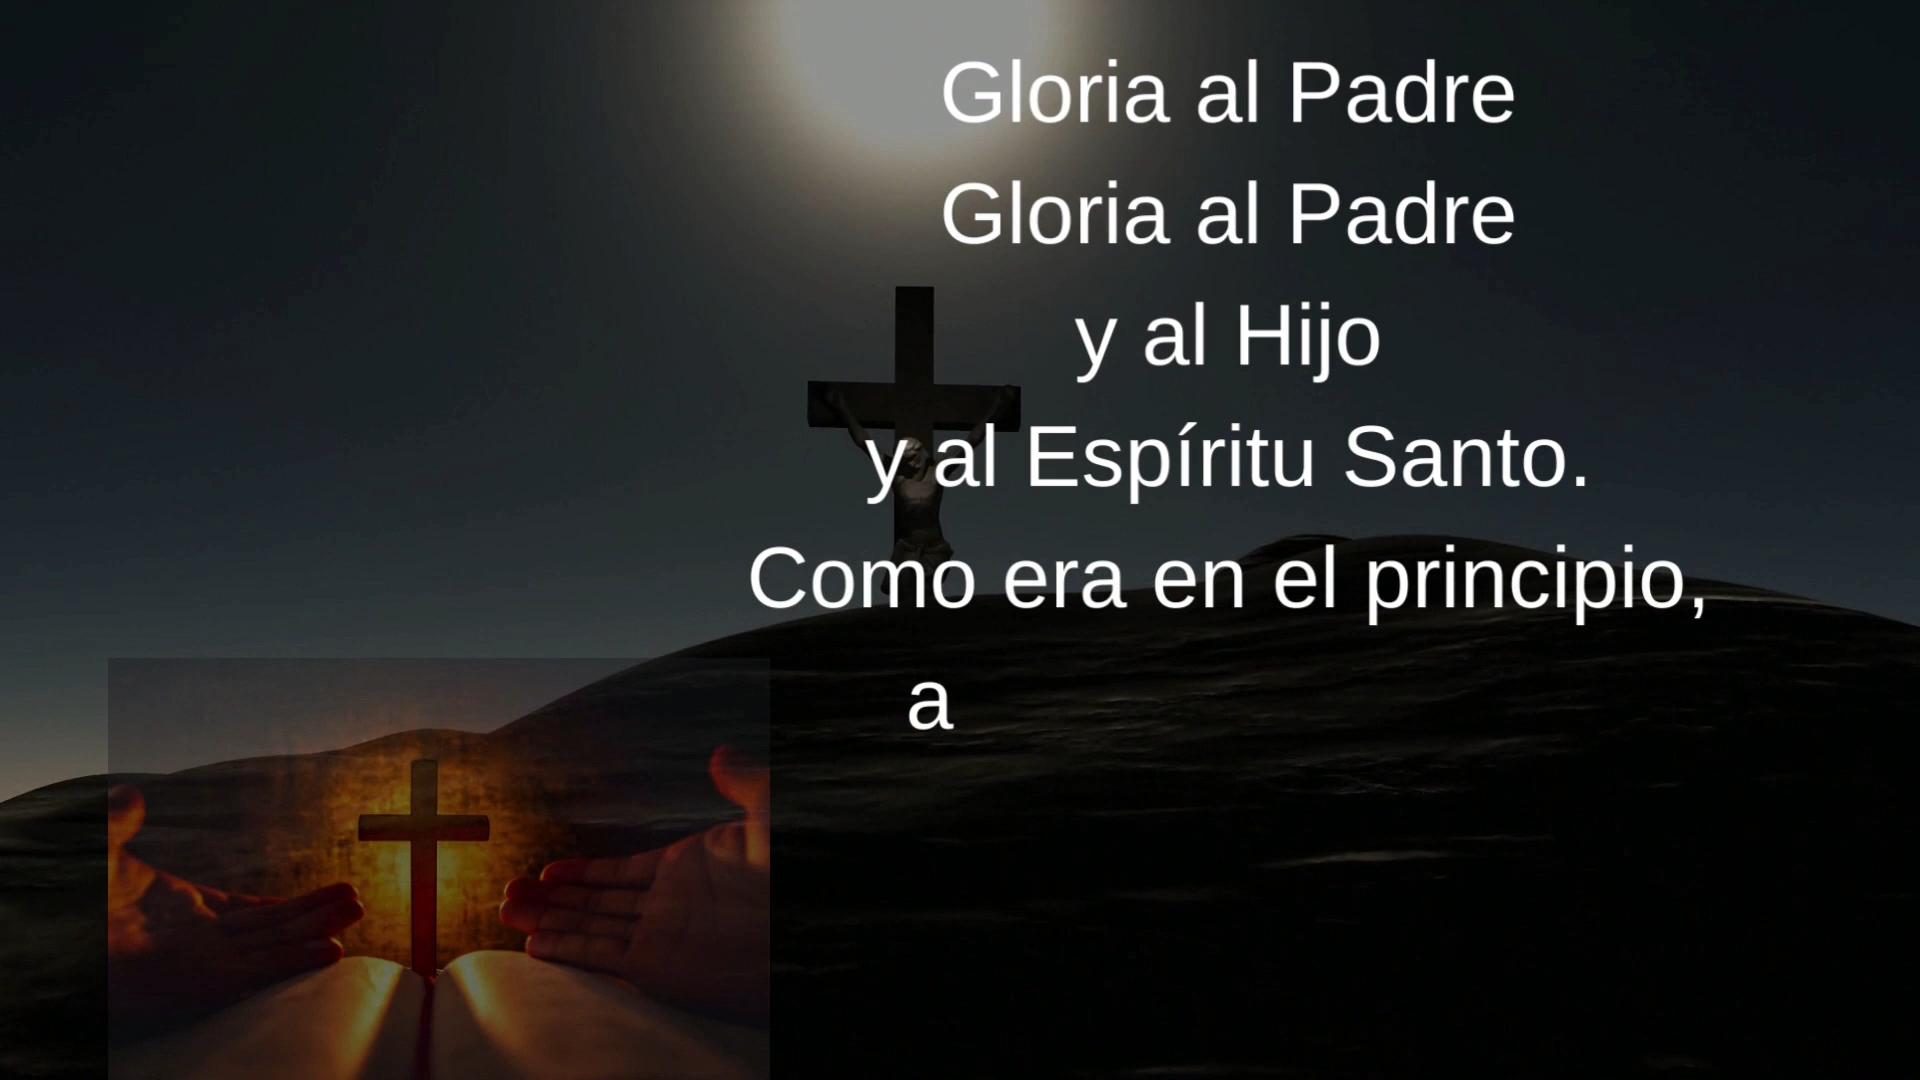 Gloria al Padre
Gloria al Padre
y al Hijo
y al Espíritu Santo.
Como era en el principio,
a